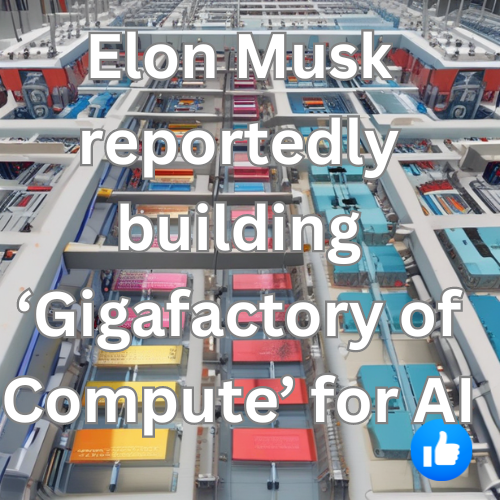 Elon Musk
reportedly
building
‘Gigafactory of
Compute’ for AI